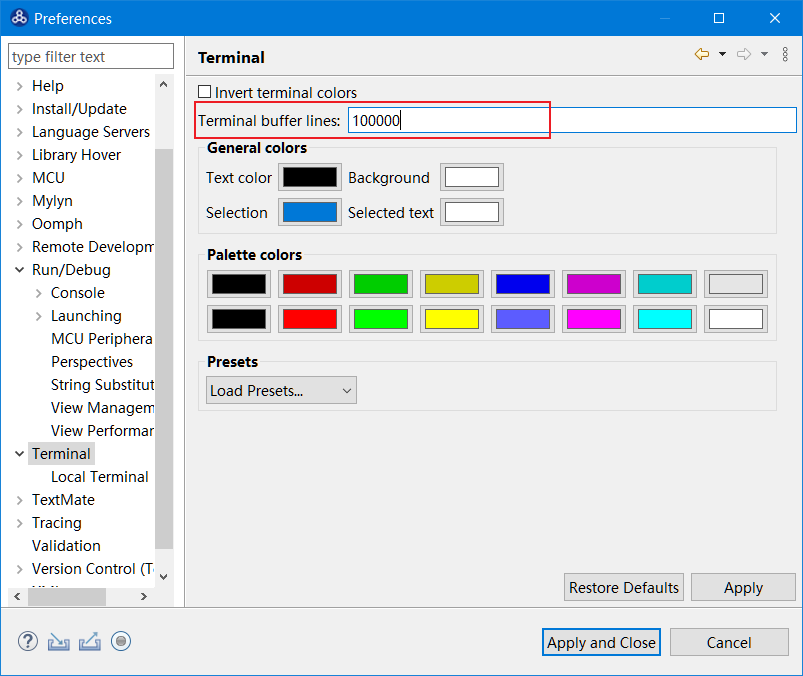 Preferences
type filter text
Help
Install/Update
Language Servers
Library Hover
MCU
Mylyn
Oomph
Remote Developm
Run/Debug
Console
Launching
MCU Periphera
Perspectives
String Substitut
View Managem
View Performar
Terminal
Local Terminal
TextMate
Tracing
Validation
Version Control (T
Terminal
Invert terminal colors
Terminal buffer lines: 100000
General colors
Text color Background
Selection Selected text
Palette colors
Presets
Load Presets...
Restore Defaults Apply
Apply and Close Cancel